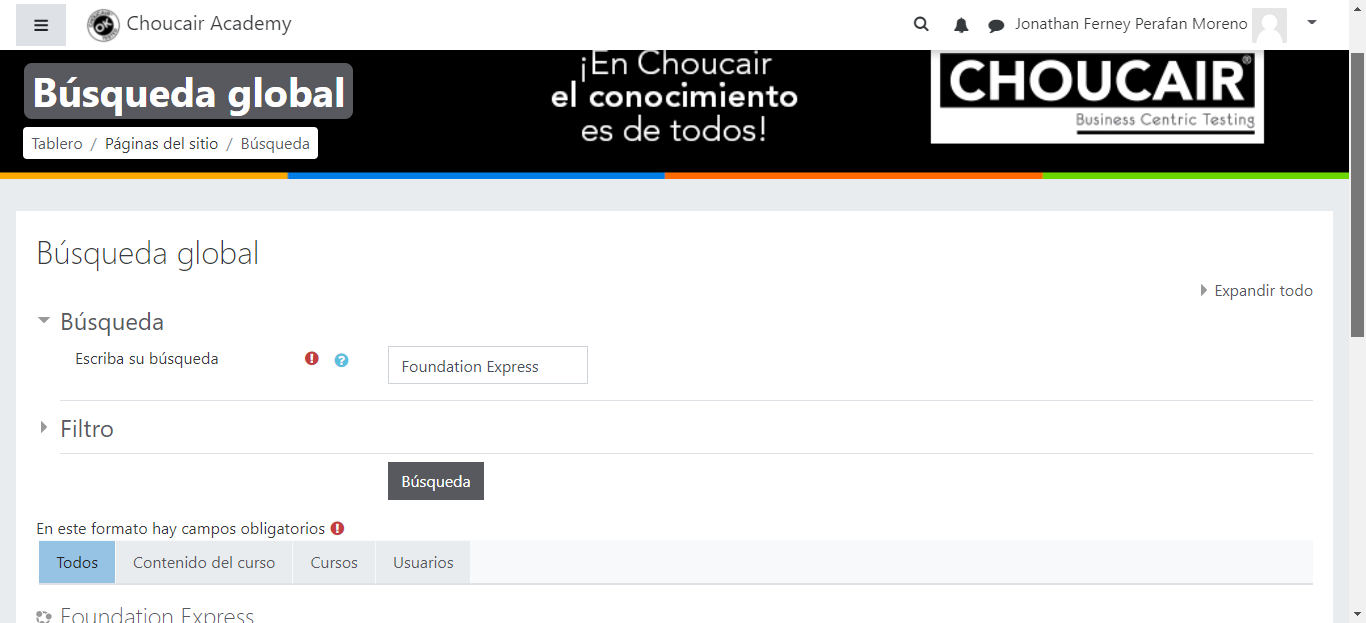 Choucair Academy
Jonathan Ferney Perafan Moreno
Búsqueda global
¡En Choucair
el conocimiento
es de todos!
CHOUCAIR®
Business Centric Testing
Tablero / Páginas del sitio / Búsqueda
Búsqueda global
Expandir todo
Búsqueda
Escriba su búsqueda
Foundation Express
Filtro
Búsqueda
En este formato hay campos obligatorios
Todos Contenido del curso Cursos Usuarios
Foundation Express